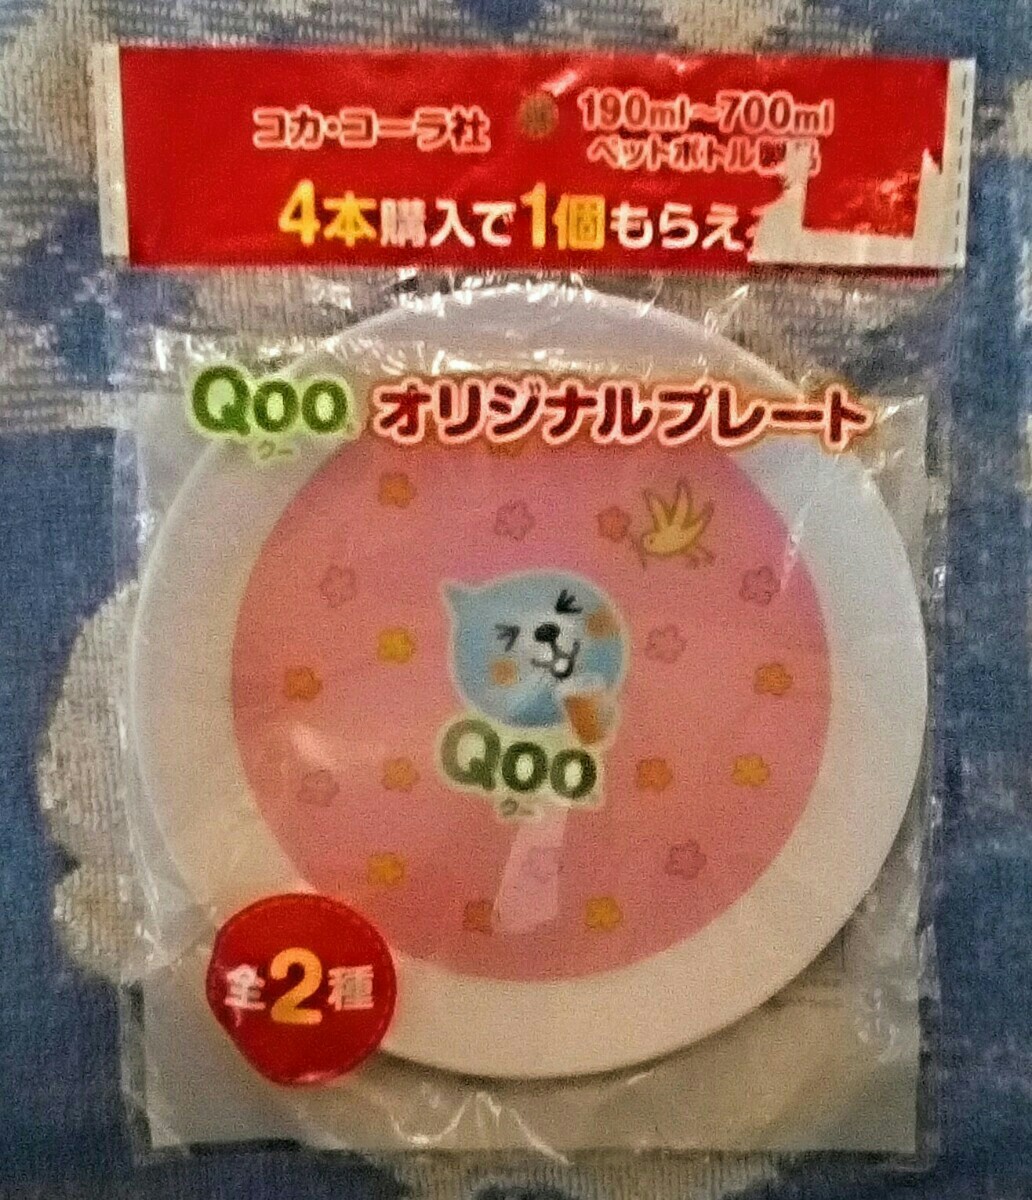 コカ・コーラ社
190ml～700ml
ペットボトル
4本購入で1個もらえ
Qoo
クー
オリジナルプレート
Qoo
クー
全2種